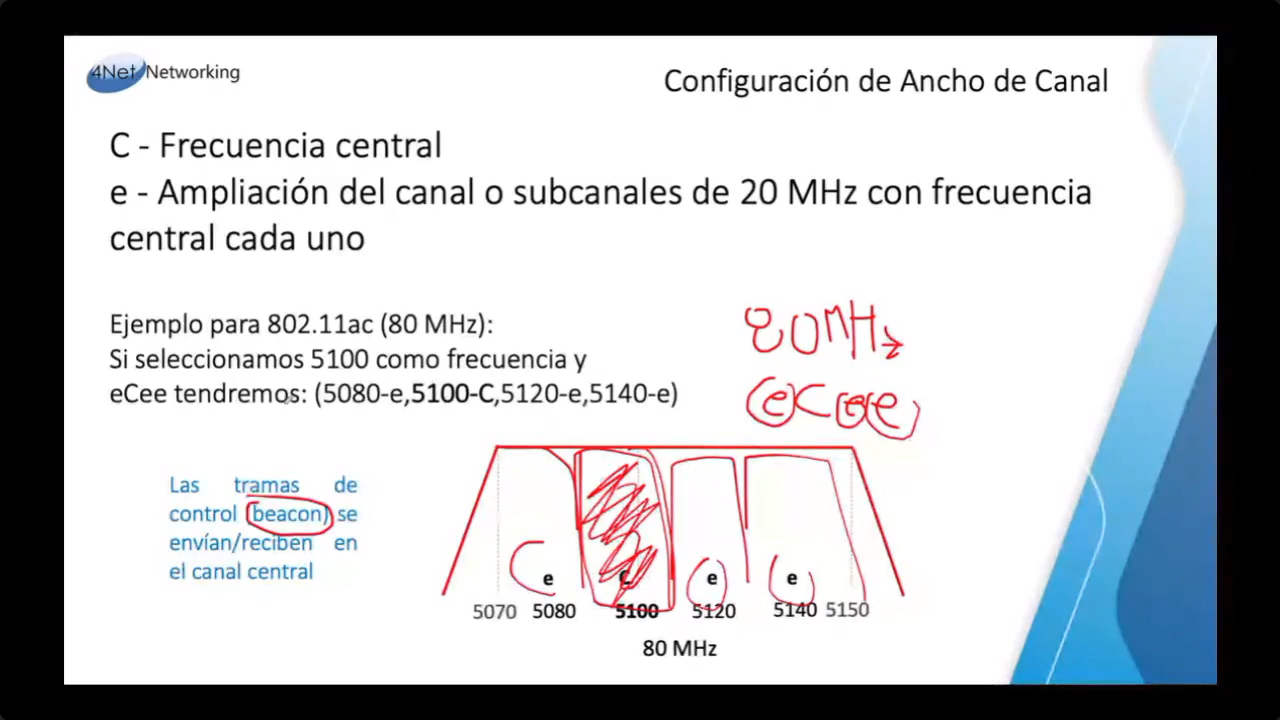 4Net Networking
Configuración de Ancho de Canal
C - Frecuencia central
e - Ampliación del canal o subcanales de 20 MHz con frecuencia
central cada uno
Ejemplo para 802.11ac (80 MHz):
Si seleccionamos 5100 como frecuencia y
eCee tendremos: (5080-e,5100-C,5120-e,5140-e)
80MHz
eCee
Las tramas de
control (beacon) se
envían/reciben en
el canal central
e C e e
5070 5080 5100 5120 5140 5150
80 MHz